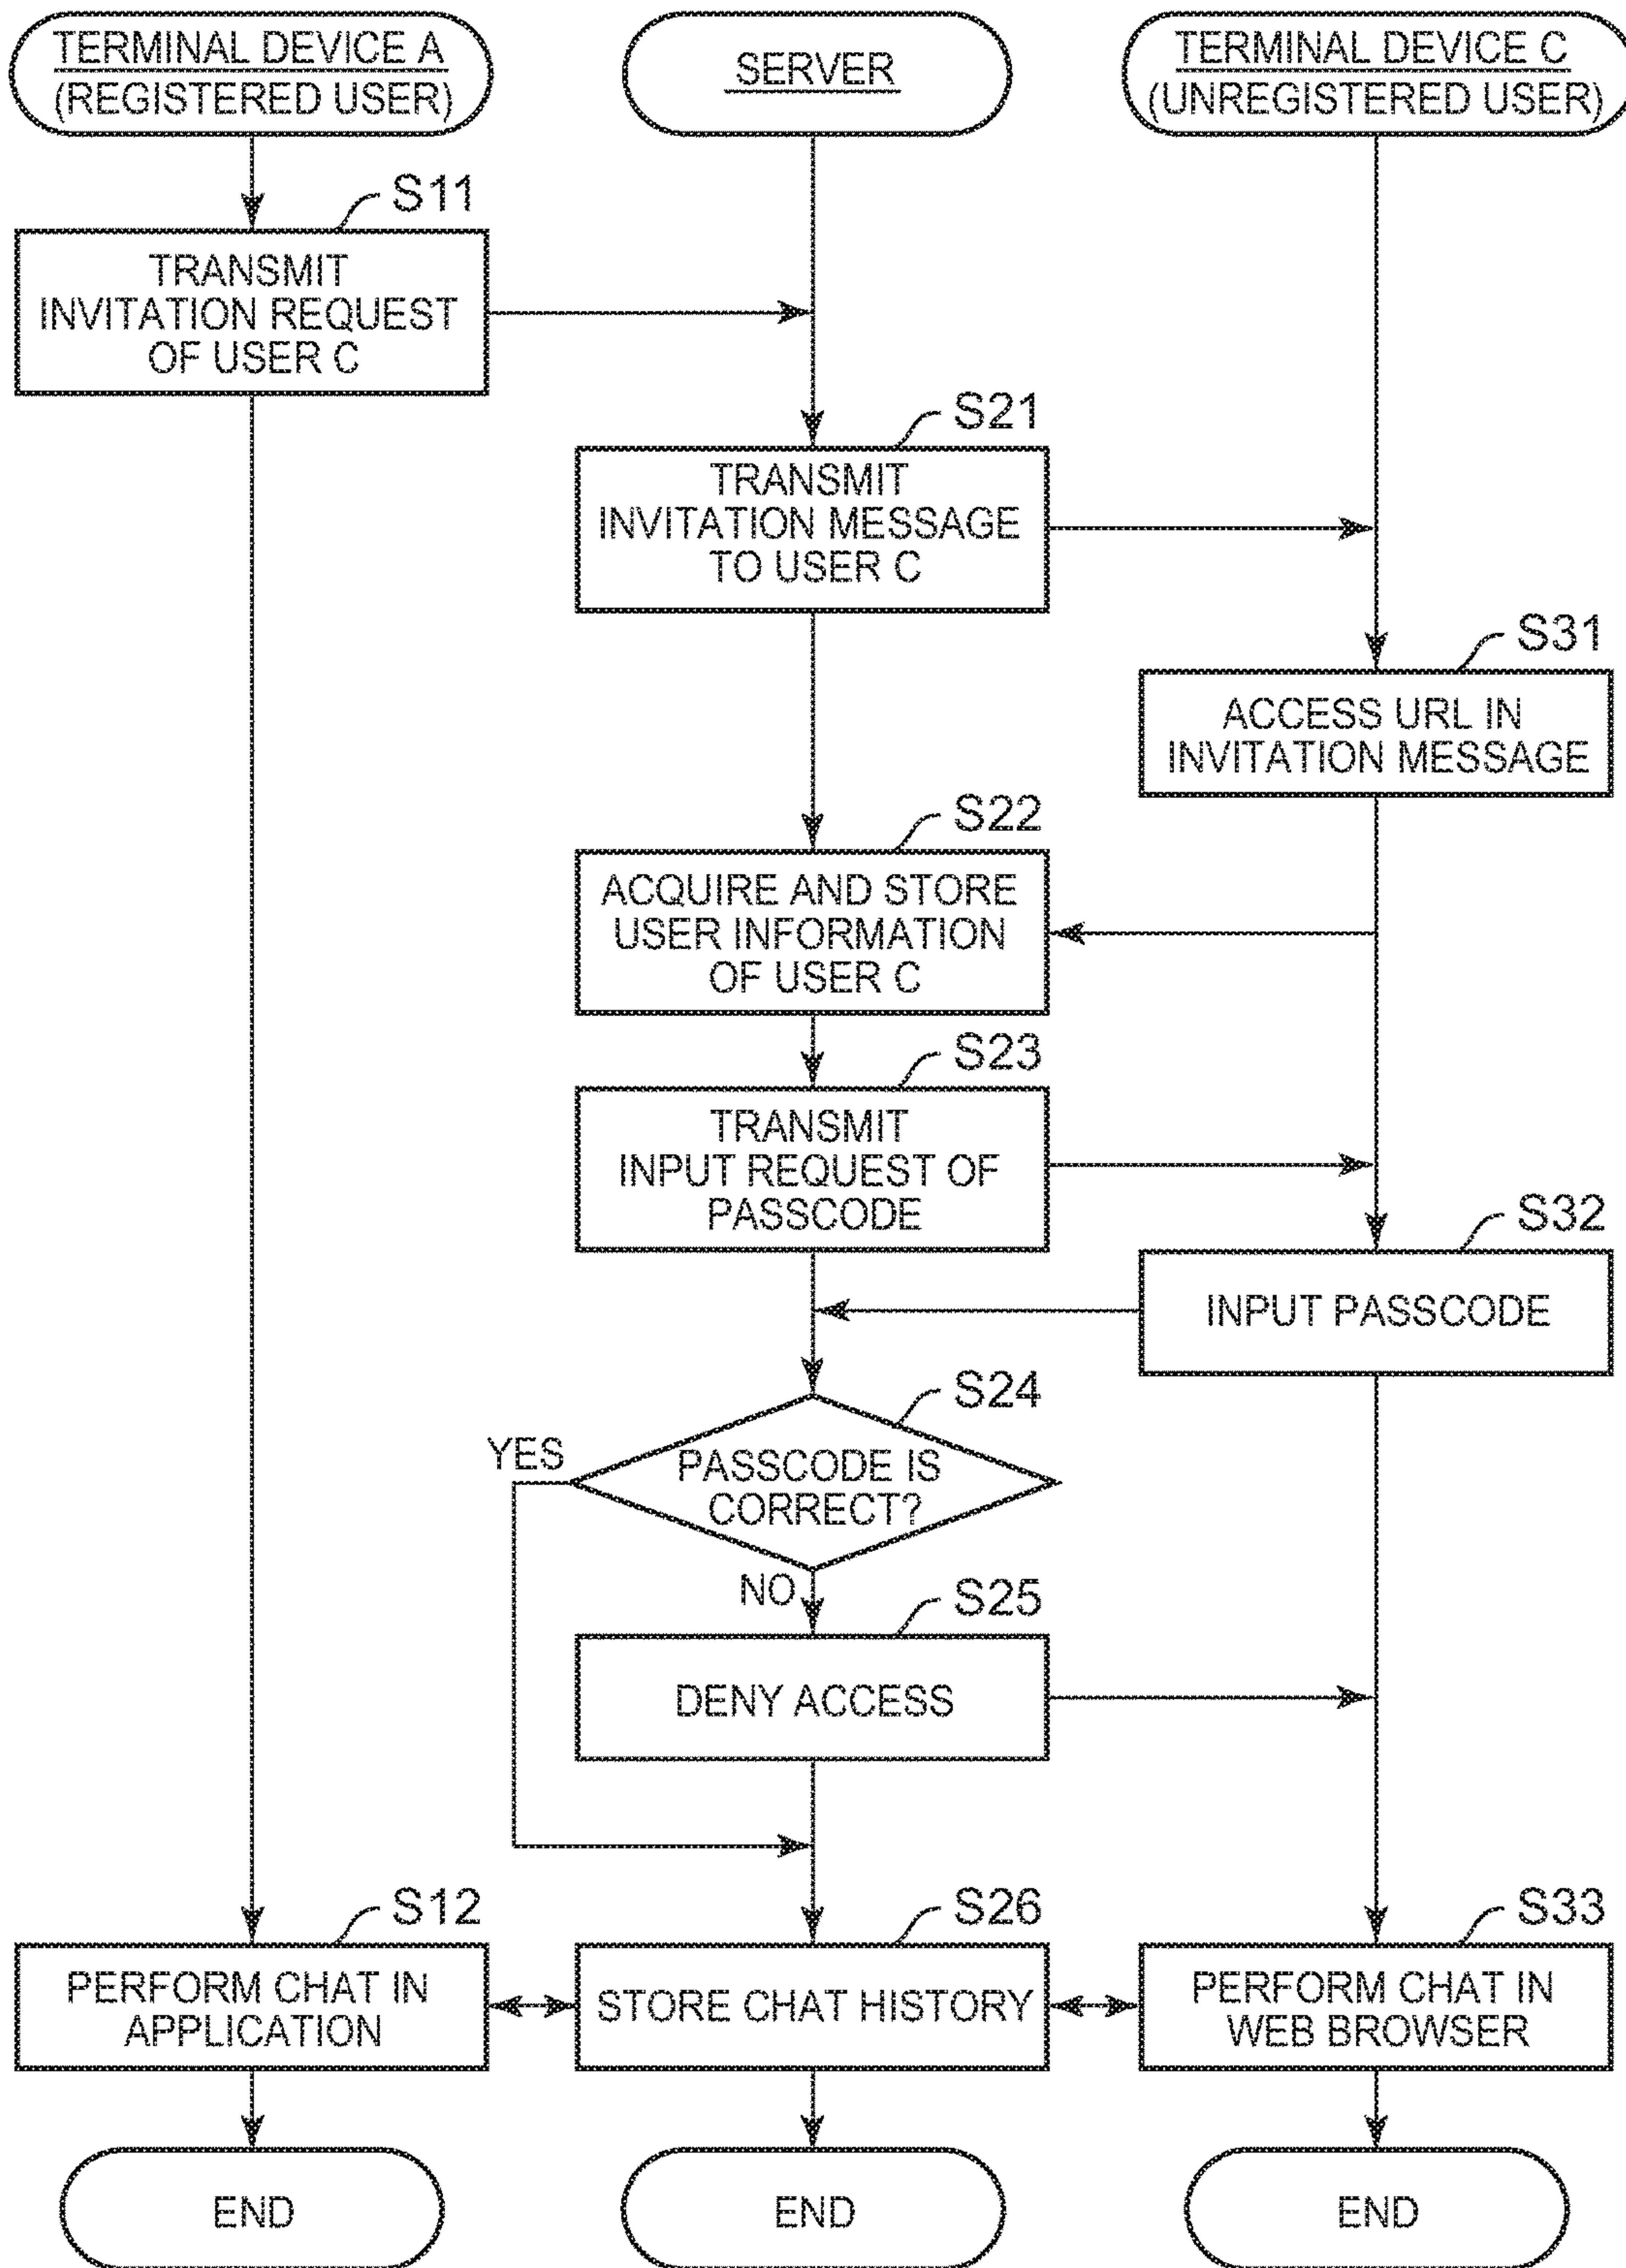 TERMINAL DEVICE A
(REGISTERED USER)
SERVER
TERMINAL DEVICE C
(UNREGISTERED USER)
S11
TRANSMIT
INVITATION REQUEST
OF USER C
S21
TRANSMIT
INVITATION MESSAGE
TO USER C
S31
ACCESS URL IN
INVITATION MESSAGE
S22
ACQUIRE AND STORE
USER INFORMATION
OF USER C
S23
TRANSMIT
INPUT REQUEST OF
PASSCODE
S32
INPUT PASSCODE
S24
YES
PASSCODE IS
CORRECT?
NO
S25
DENY ACCESS
S12
PERFORM CHAT IN
APPLICATION
S26
STORE CHAT HISTORY
S33
PERFORM CHAT IN
WEB BROWSER
END
END
END